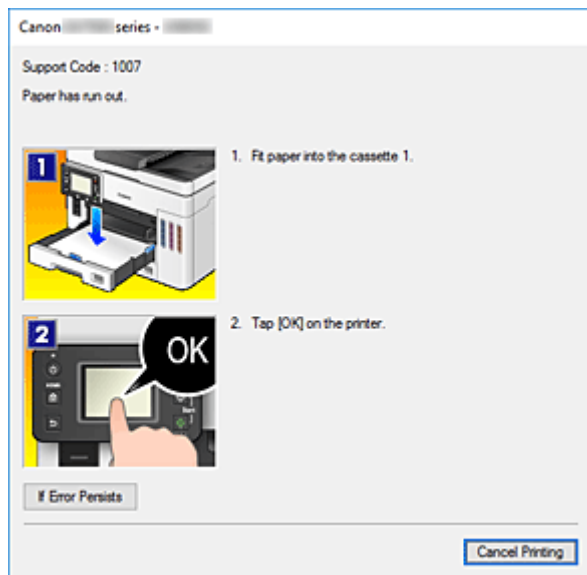 Canon series -
Support Code : 1007
Paper has run out.
1
1. Fit paper into the cassette 1.
2
OK
2. Tap [OK] on the printer.
If Error Persists
Cancel Printing